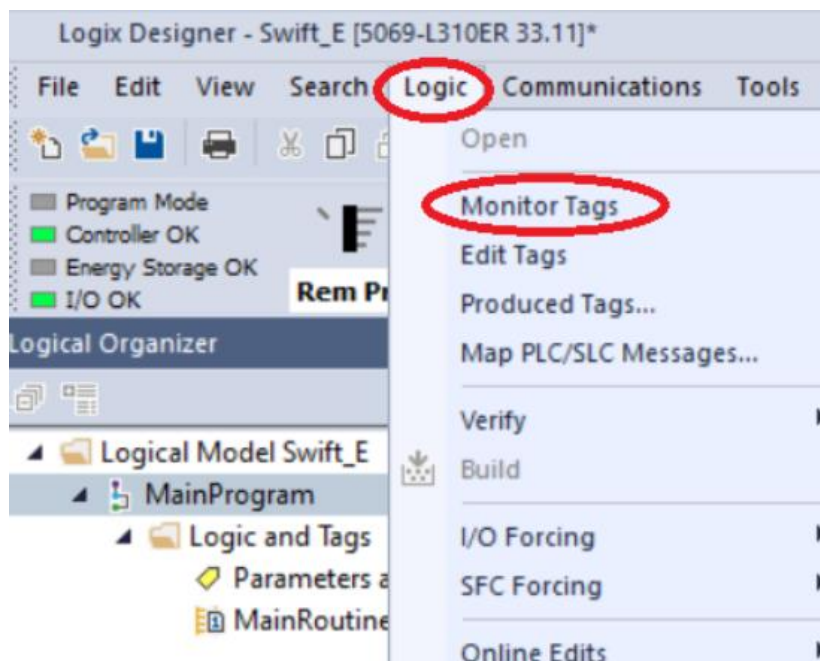 Logix Designer - Swift_E [5069-L310ER 33.11]*
File Edit View Search Logic Communications Tools
Open
Monitor Tags
Edit Tags
Produced Tags...
Map PLC/SLC Messages...
Verify
Build
I/O Forcing
SFC Forcing
Online Edits
Program Mode
Controller OK
Energy Storage OK
I/O OK
Rem
Logical Organizer
Logical Model Swift_E
MainProgram
Logic and Tags
Parameters
MainRoutine